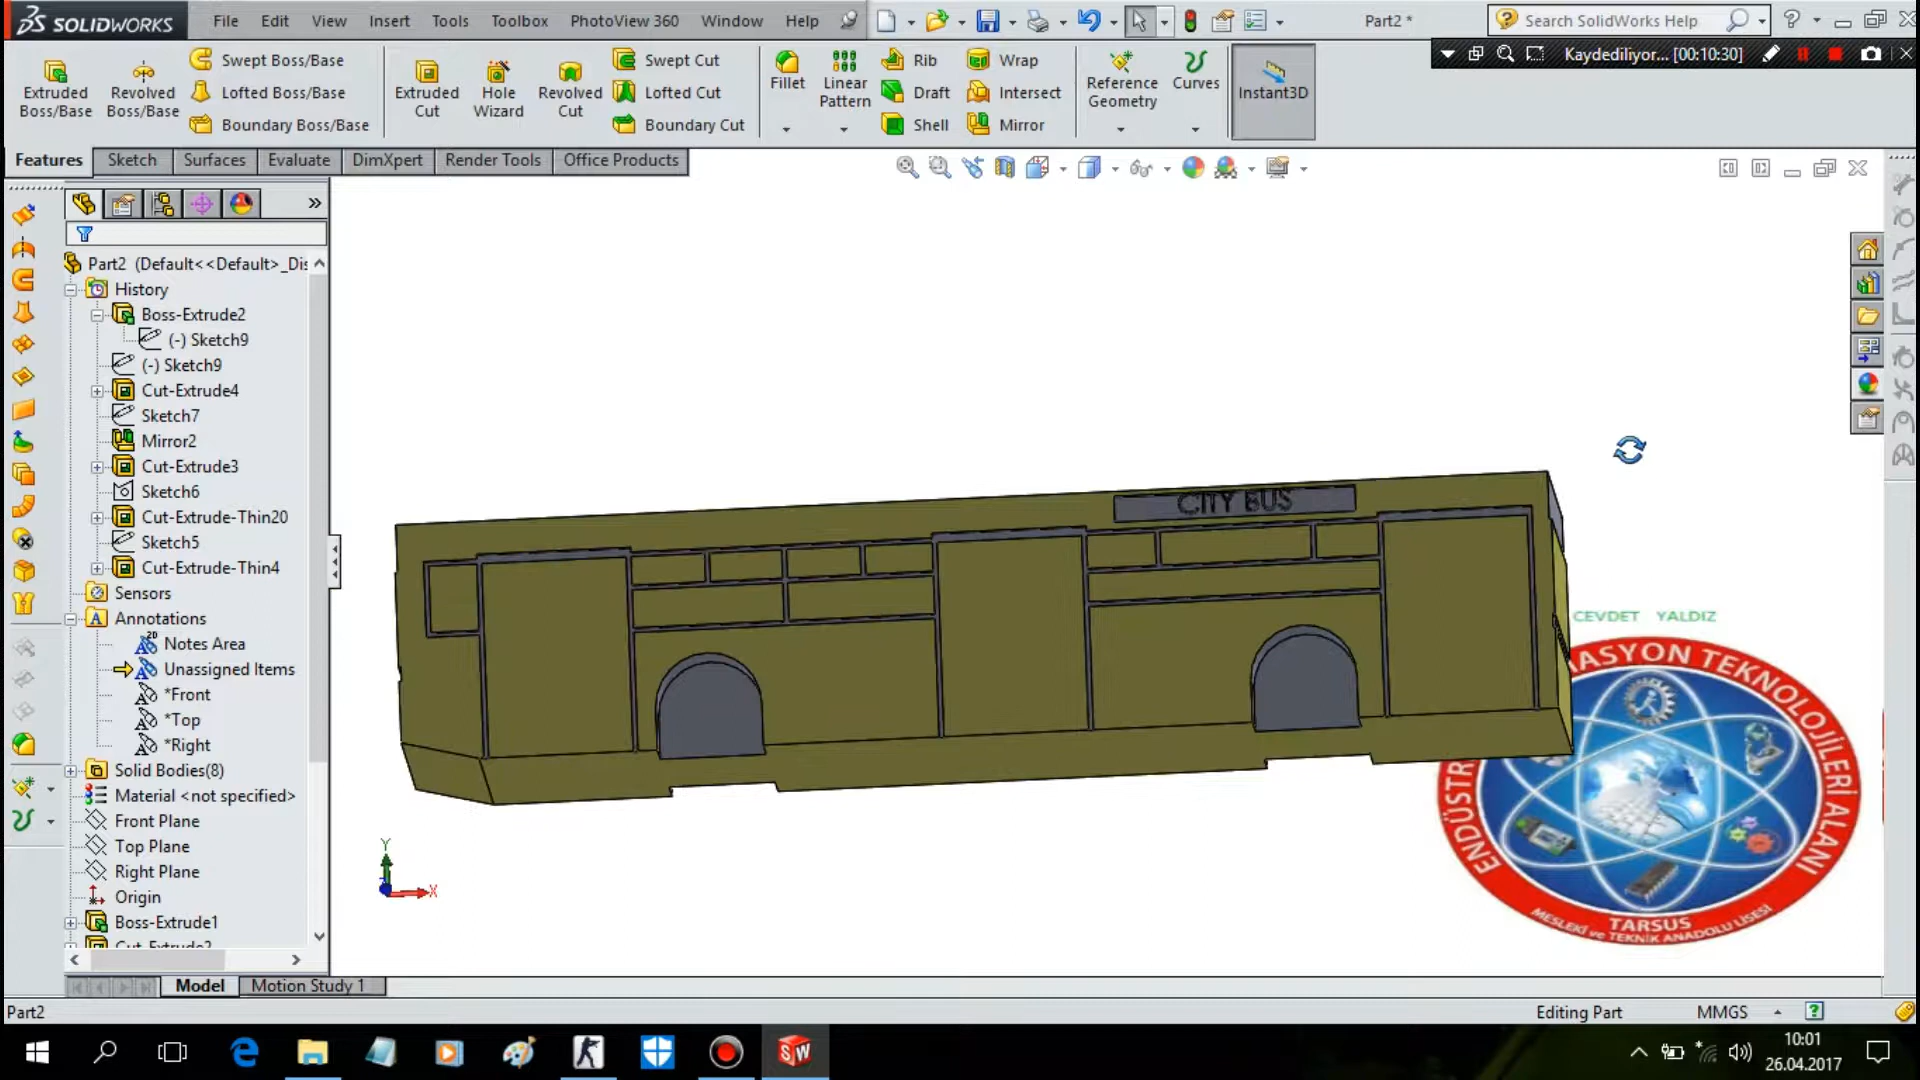 SOLIDWORKS File Edit View Insert Tools Toolbox PhotoView 360 Window Help Part2 * Search SolidWorks Help
Kaydediliyor... [00:10:30]
Extruded Boss/Base
Revolved Boss/Base
Swept Boss/Base
Lofted Boss/Base
Boundary Boss/Base
Extruded Cut
Hole Wizard
Revolved Cut
Swept Cut
Lofted Cut
Boundary Cut
Fillet
Linear Pattern
Rib
Draft
Shell
Wrap
Intersect
Mirror
Reference Geometry
Curves
Instant3D
Features Sketch Surfaces Evaluate DimXpert Render Tools Office Products
Part2 (Default<<Default>_Dis
History
Boss-Extrude2
(-) Sketch9
(-) Sketch9
Cut-Extrude4
Sketch7
Mirror2
Cut-Extrude3
Sketch6
Cut-Extrude-Thin20
Sketch5
Cut-Extrude-Thin4
Sensors
Annotations
Notes Area
Unassigned Items
*Front
*Top
*Right
Solid Bodies(8)
Material <not specified>
Front Plane
Top Plane
Right Plane
Origin
Boss-Extrude1
Cut-Extrude2
CITY BUS
CEVDET YALDIZ
MASYON TEKNOLOJİLERİ ALANI
ENDÜSTR
TARSUS
MESLEKİ ve TEKNİK ANADOLU LİSESİ
Y
X
Model Motion Study 1
Part2 Editing Part MMGS
10:01
26.04.2017